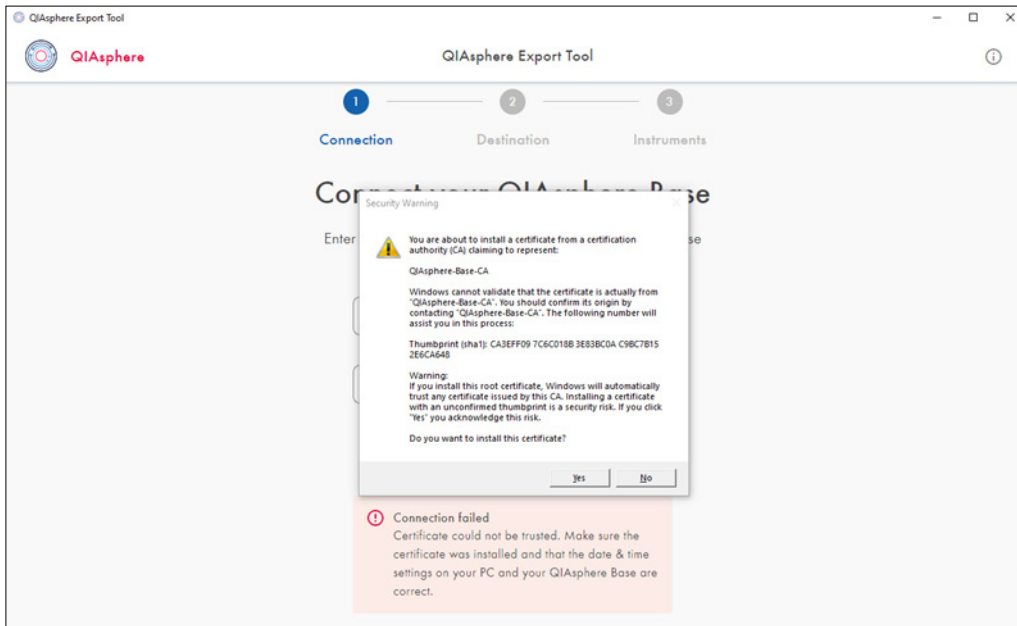 QIAsphere Export Tool
QIAsphere
QIAsphere Export Tool
1
2
3
Connection
Destination
Instruments
Connect your QIAsphere Base
Enter
se
Security Warning
You are about to install a certificate from a certification
authority (CA) claiming to represent:
QIAsphere-Base-CA
Windows cannot validate that the certificate is actually from
"QIAsphere-Base-CA". You should confirm its origin by
contacting "QIAsphere-Base-CA". The following number will
assist you in this process:
Thumbprint (sha1): CA3EFF09 7C6C018B 3E83BC0A C9BC7B15
2E6CA648
Warning:
If you install this root certificate, Windows will automatically
trust any certificate issued by this CA. Installing a certificate
with an unconfirmed thumbprint is a security risk. If you click
"Yes" you acknowledge this risk.
Do you want to install this certificate?
Yes
No
Connection failed
Certificate could not be trusted. Make sure the
certificate was installed and that the date & time
settings on your PC and your QIAsphere Base are
correct.